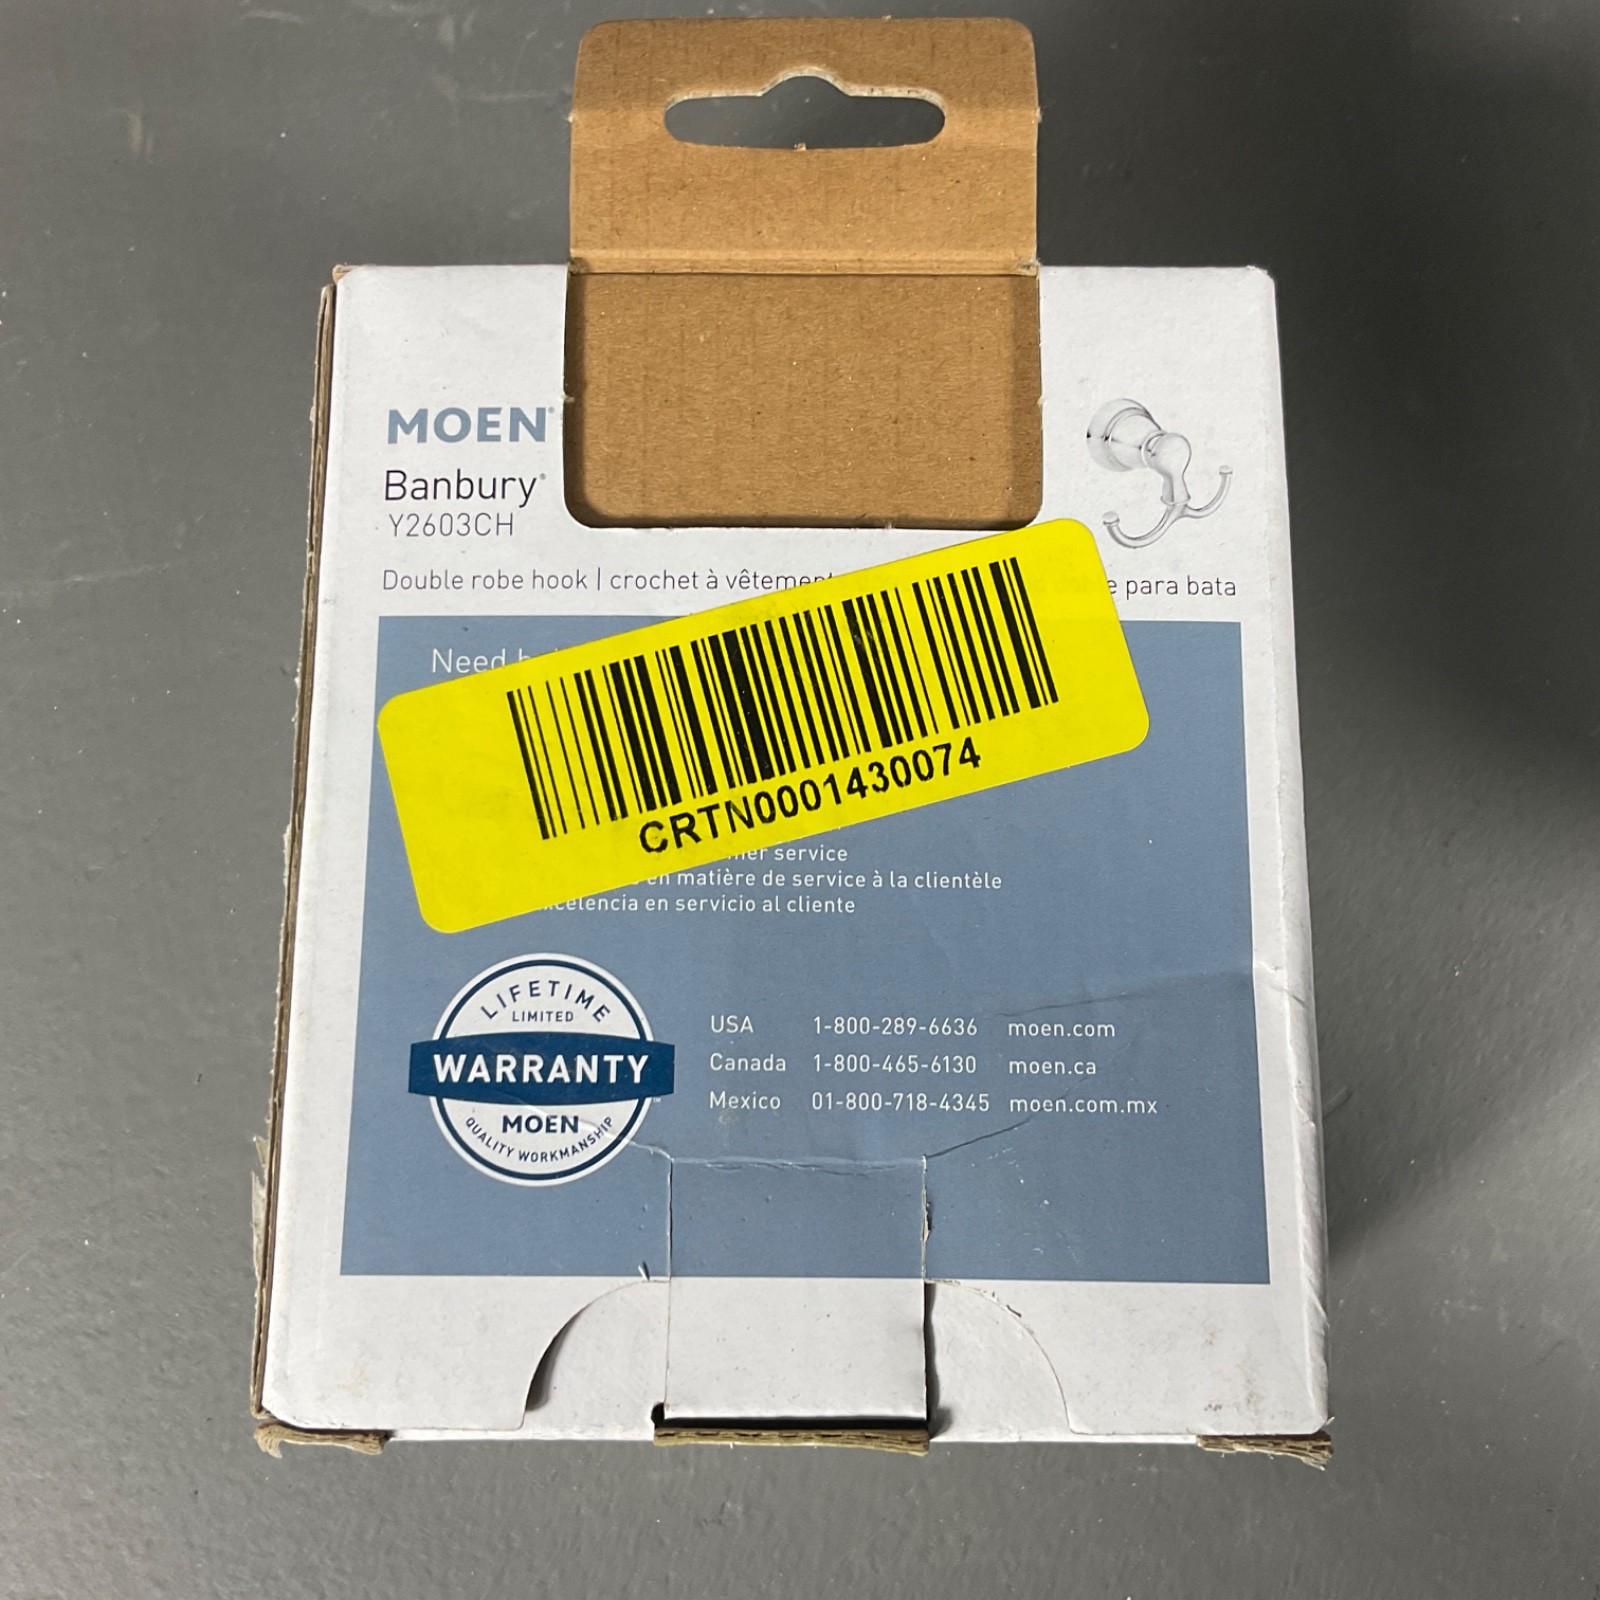 MOEN®
Banbury®
Y2603CH
Double robe hook | crochet à vêtement para bata
Need
CRTN0001430074
service
en matière de service à la clientèle
en servicio al cliente
LIFETIME
LIMITED
WARRANTY
MOEN
QUALITY WORKMANSHIP
USA 1-800-289-6636 moen.com
Canada 1-800-465-6130 moen.ca
Mexico 01-800-718-4345 moen.com.mx